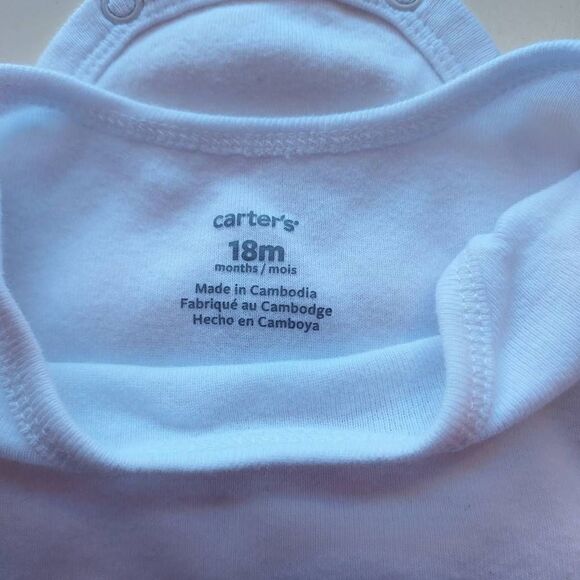 carter's
18m
months / mois
Made in Cambodia
Fabriqué au Cambodge
Hecho en Camboya